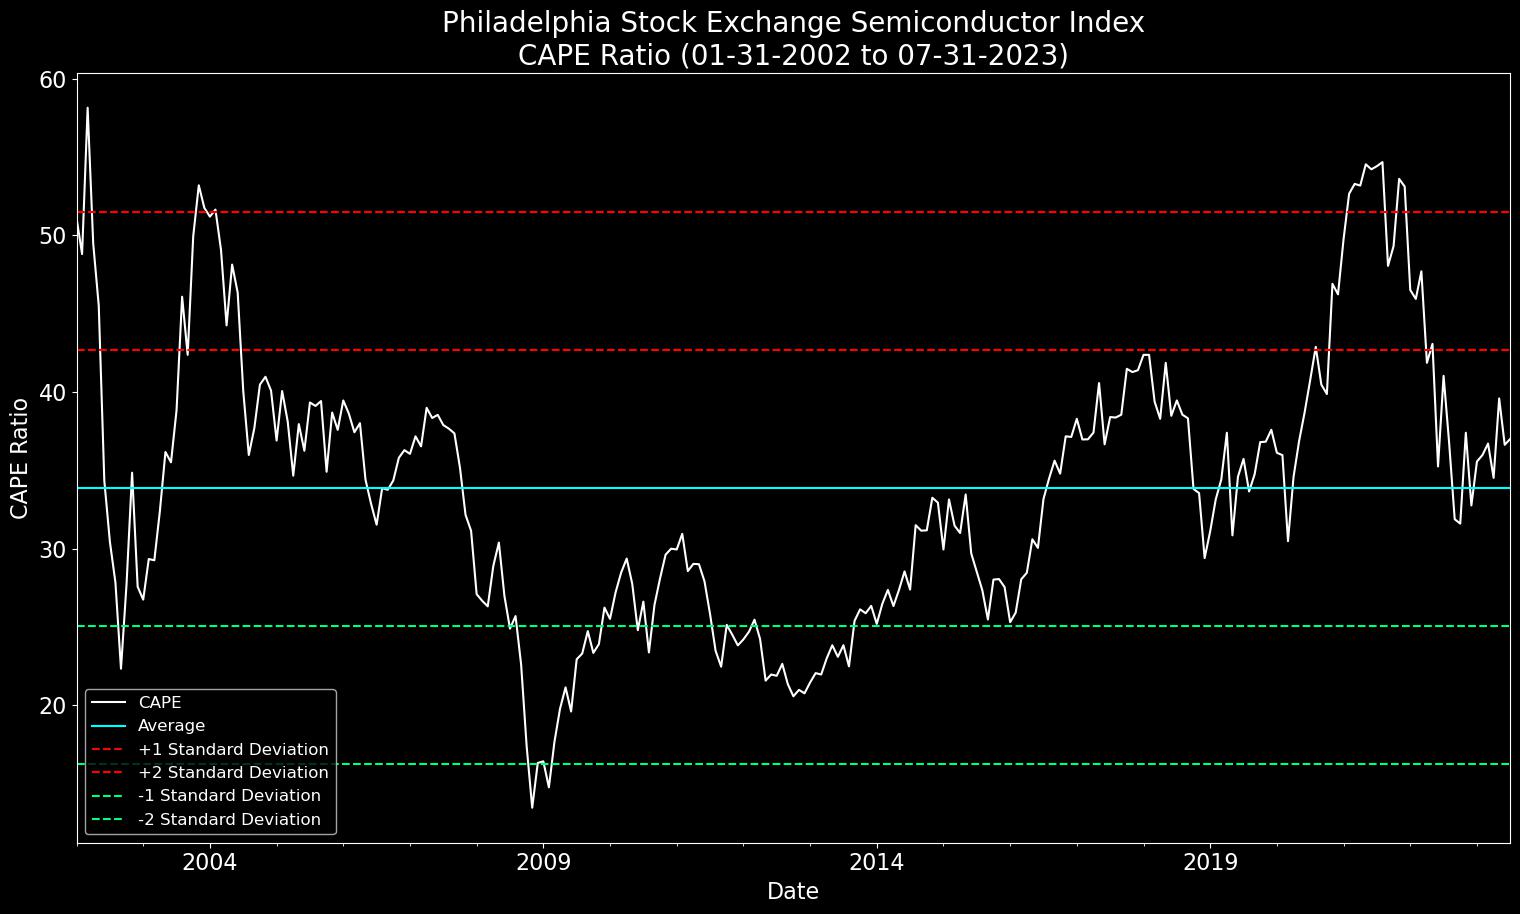 Philadelphia Stock Exchange Semiconductor Index
CAPE Ratio (01-31-2002 to 07-31-2023)
60
50
40
30
20
CAPE Ratio
CAPE
Average
+1 Standard Deviation
+2 Standard Deviation
-1 Standard Deviation
-2 Standard Deviation
2004
2009
2014
2019
Date